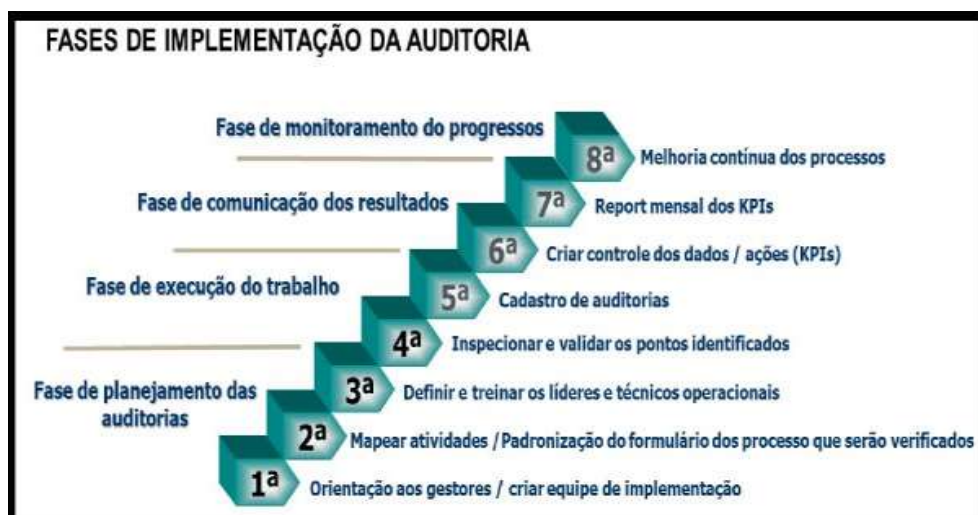 FASES DE IMPLEMENTAÇÃO DA AUDITORIA
Fase de monitoramento do progressos
8ª
Melhoria contínua dos processos
Fase de comunicação dos resultados
7ª
Report mensal dos KPIs
6ª
Criar controle dos dados / ações (KPIs)
Fase de execução do trabalho
5ª
Cadastro de auditorias
4ª
Inspecionar e validar os pontos identificados
Fase de planejamento das
auditorias
3ª
Definir e treinar os líderes e técnicos operacionais
2ª
Mapear atividades / Padronização do formulário dos processo que serão verificados
1ª
Orientação aos gestores / criar equipe de implementação